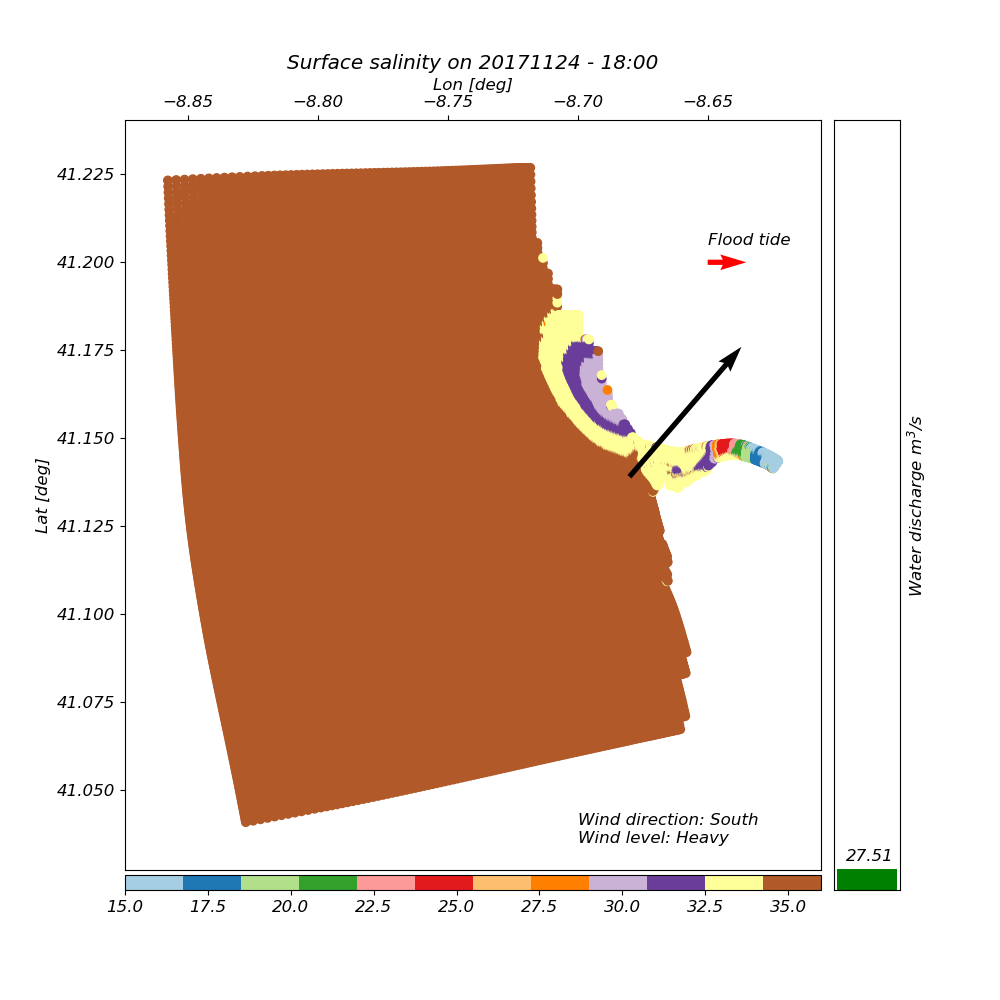 Surface salinity on 20171124 - 18:00
Lon [deg]
−8.85 −8.80 −8.75 −8.70 −8.65
41.225
41.200
41.175
41.150
41.125
41.100
41.075
41.050
Lat [deg]
Flood tide
Wind direction: South
Wind level: Heavy
27.51
Water discharge m³/s
15.0 17.5 20.0 22.5 25.0 27.5 30.0 32.5 35.0